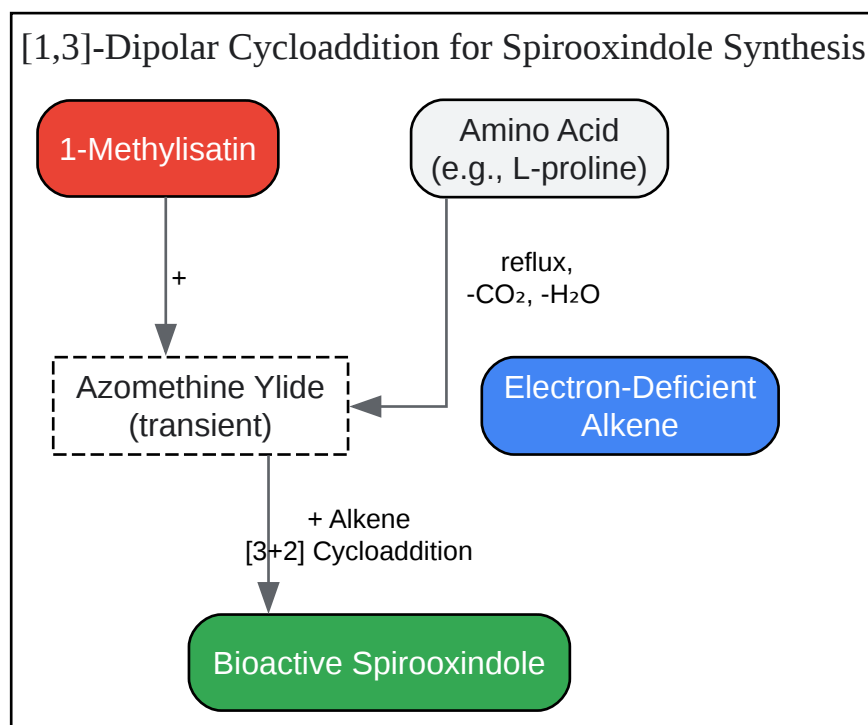 [1,3]-Dipolar Cycloaddition for Spirooxindole Synthesis
1-Methylisatin
Amino Acid
(e.g., L-proline)
+
reflux,
-CO₂, -H₂O
Azomethine Ylide
(transient)
Electron-Deficient
Alkene
+ Alkene
[3+2] Cycloaddition
Bioactive Spirooxindole